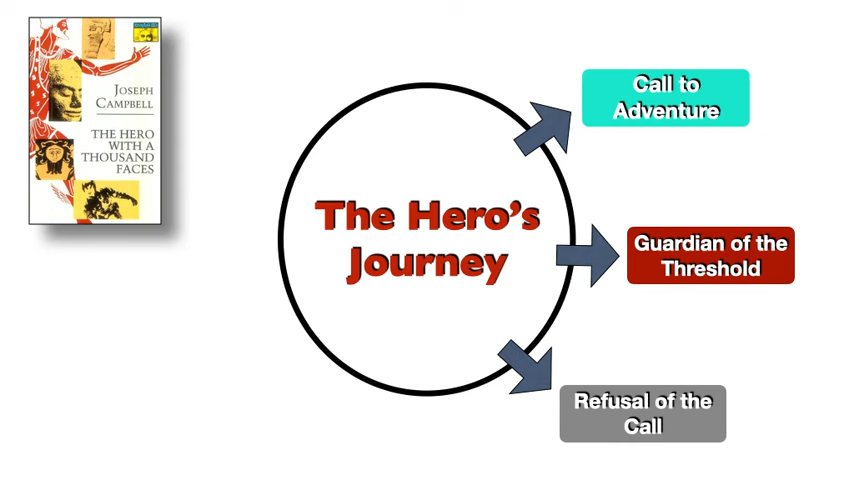 JOSEPH
CAMPBELL
THE HERO
WITH A
THOUSAND
FACES
The Hero's
Journey
Call to
Adventure
Guardian of the
Threshold
Refusal of the
Call